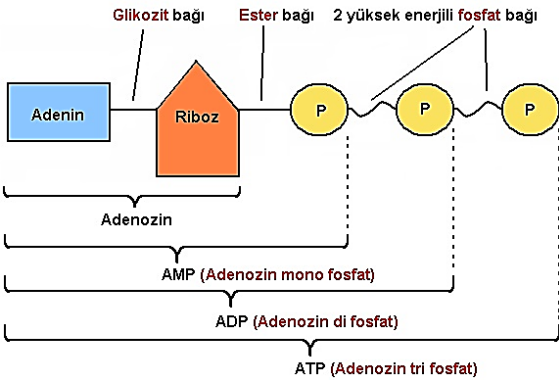 Glikozit bağı Ester bağı 2 yüksek enerjili fosfat bağı
Adenin Riboz P P P
Adenozin
AMP (Adenozin mono fosfat)
ADP (Adenozin di fosfat)
ATP (Adenozin tri fosfat)